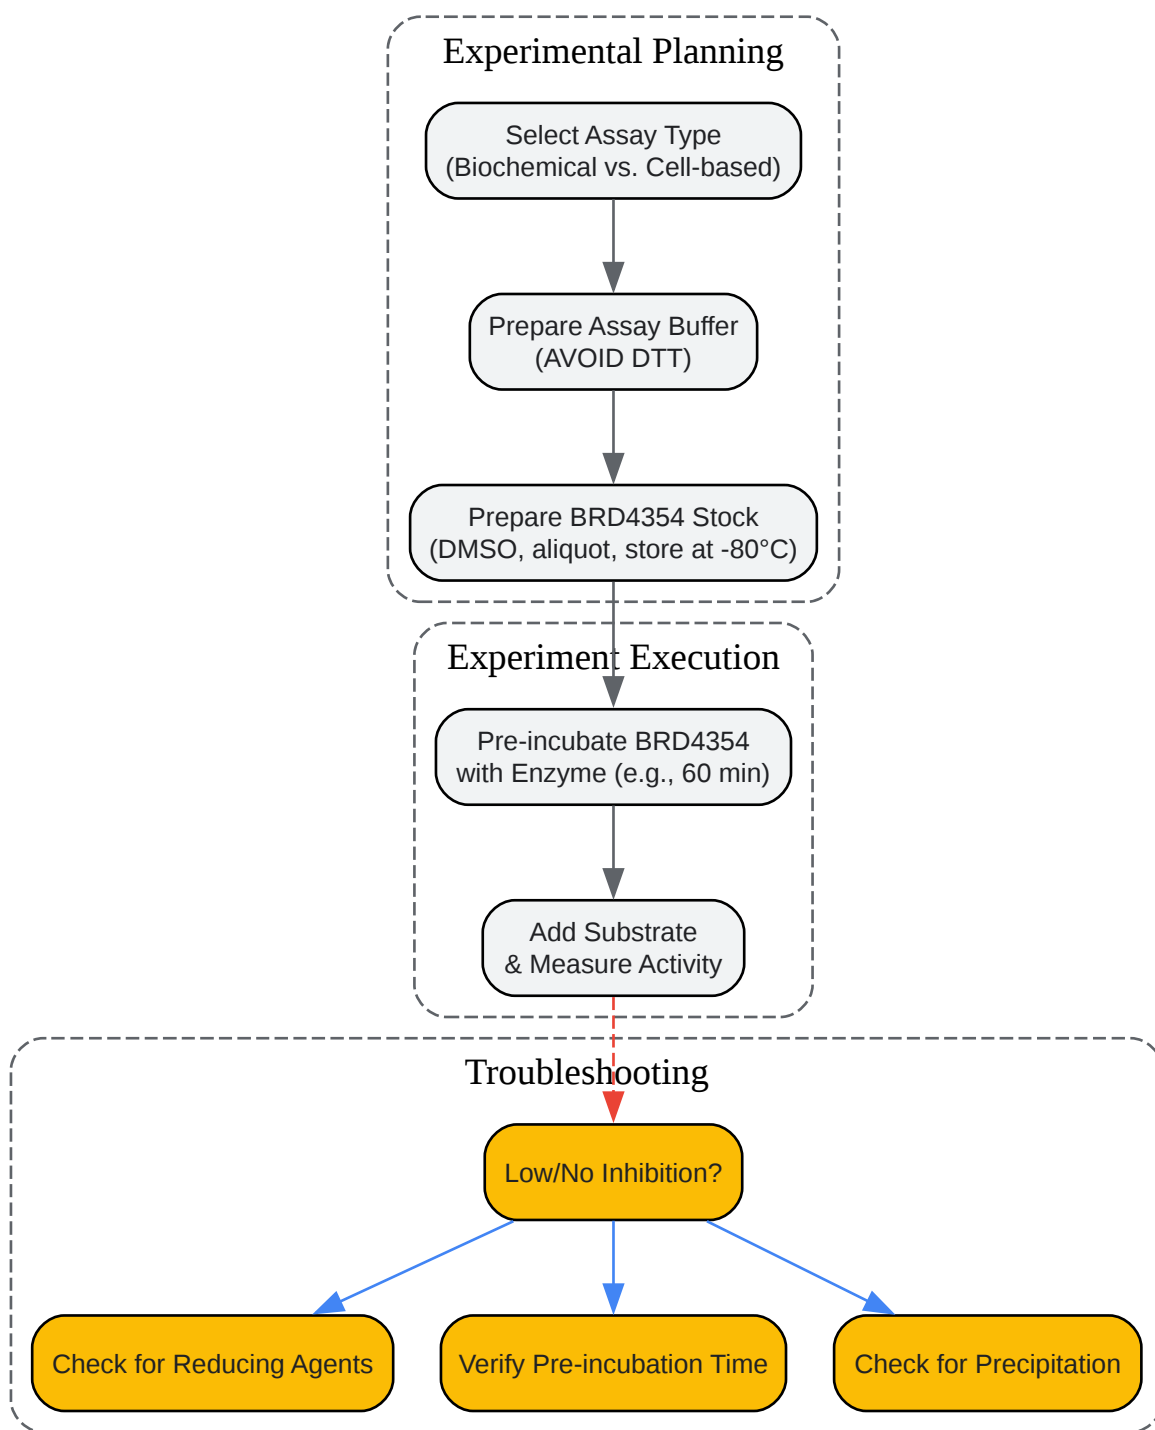 Experimental Planning
Select Assay Type
(Biochemical vs. Cell-based)
Prepare Assay Buffer
(AVOID DTT)
Prepare BRD4354 Stock
(DMSO, aliquot, store at -80°C)
Experiment Execution
Pre-incubate BRD4354
with Enzyme (e.g., 60 min)
Add Substrate
& Measure Activity
Troubleshooting
Low/No Inhibition?
Check for Reducing Agents
Verify Pre-incubation Time
Check for Precipitation